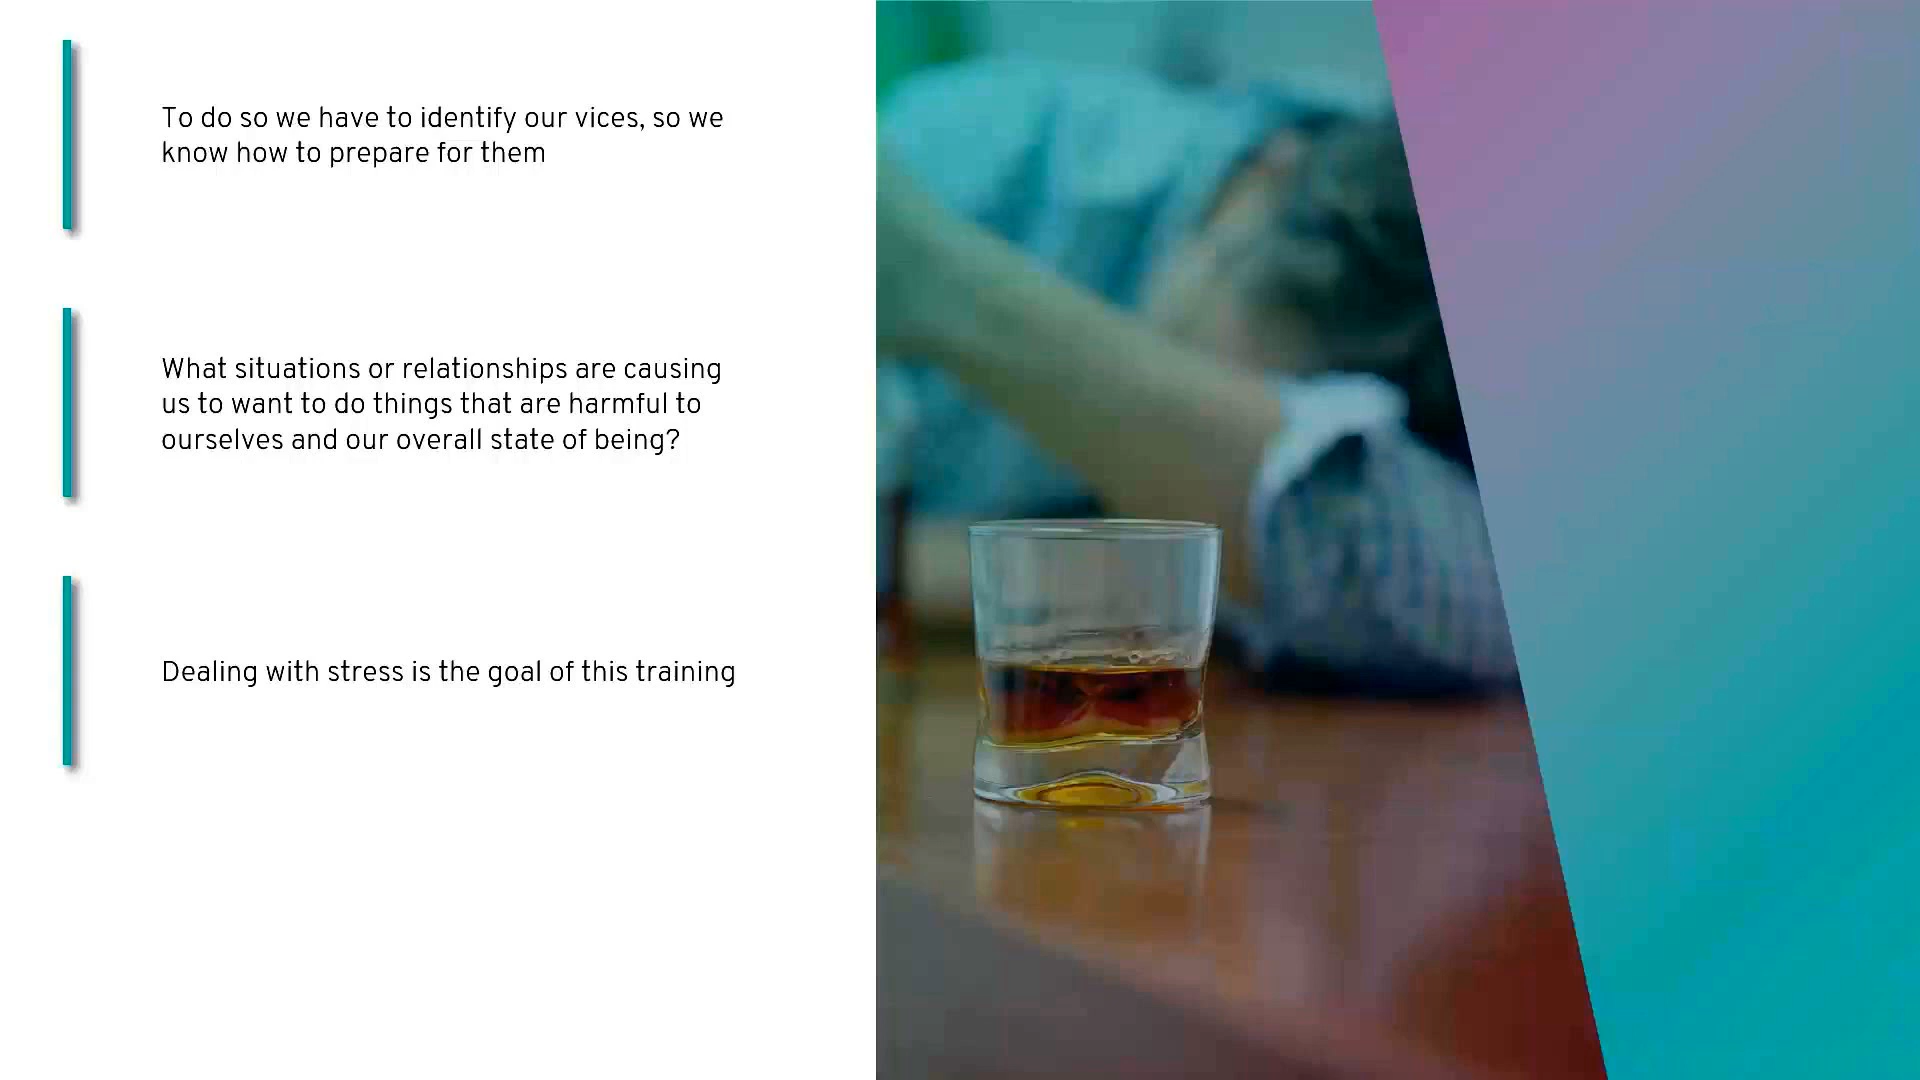 To do so we have to identify our vices, so we
know how to prepare for them
What situations or relationships are causing
us to want to do things that are harmful to
ourselves and our overall state of being?
Dealing with stress is the goal of this training